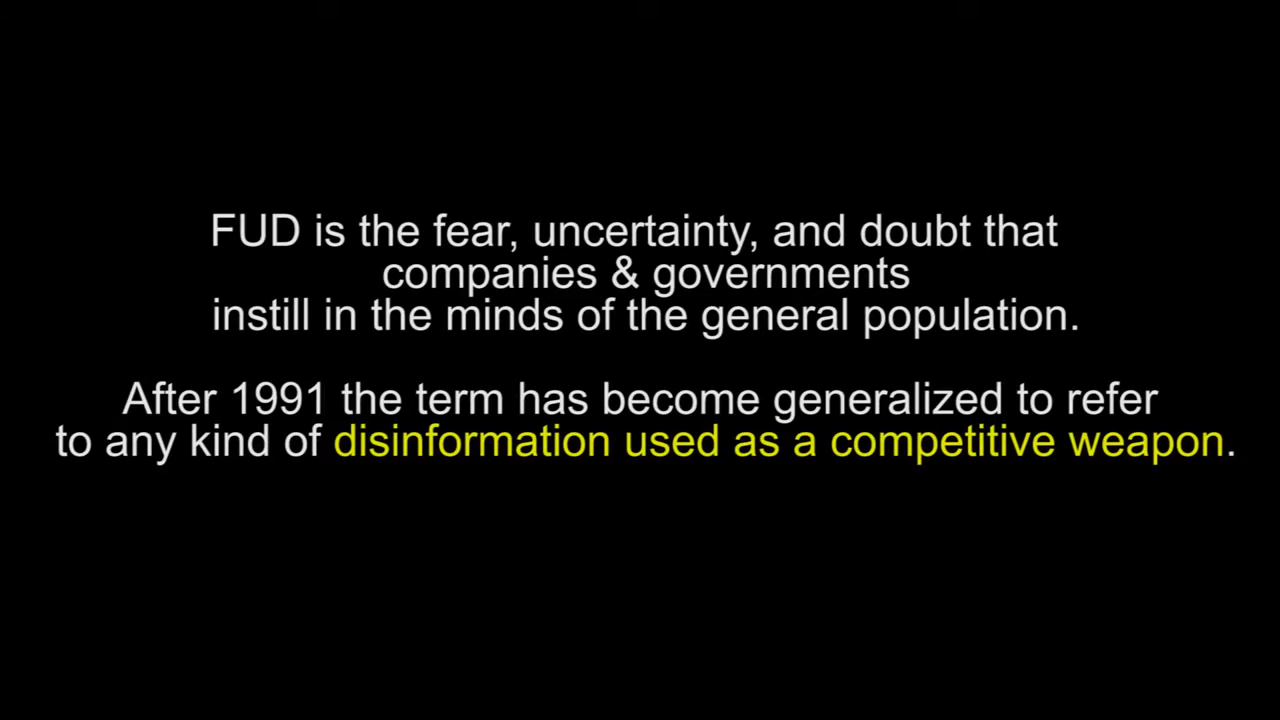 FUD is the fear, uncertainty, and doubt that
companies & governments
instill in the minds of the general population.
After 1991 the term has become generalized to refer
to any kind of disinformation used as a competitive weapon.